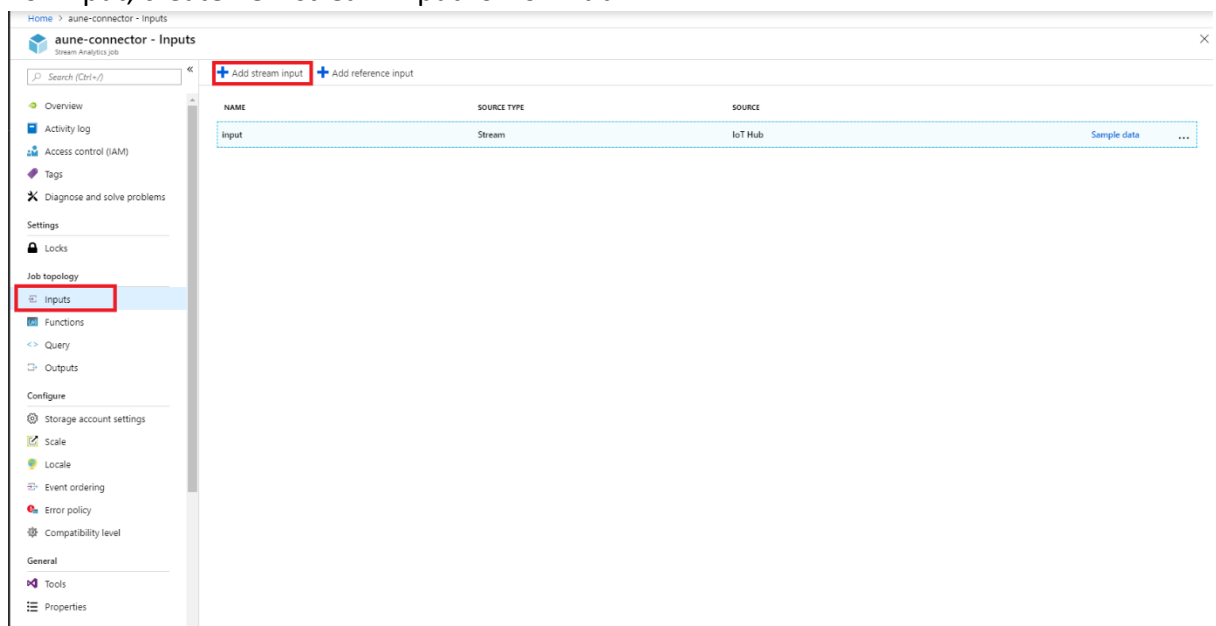 Home > aune-connector - Inputs
aune-connector - Inputs
Stream Analytics job
Search (Ctrl+/)
«
Add stream input
Add reference input
Overview
Activity log
Access control (IAM)
Tags
Diagnose and solve problems
Settings
Locks
Job topology
Inputs
Functions
Query
Outputs
Configure
Storage account settings
Scale
Locale
Event ordering
Error policy
Compatibility level
General
Tools
Properties
NAME SOURCE TYPE SOURCE
input Stream IoT Hub Sample data ...